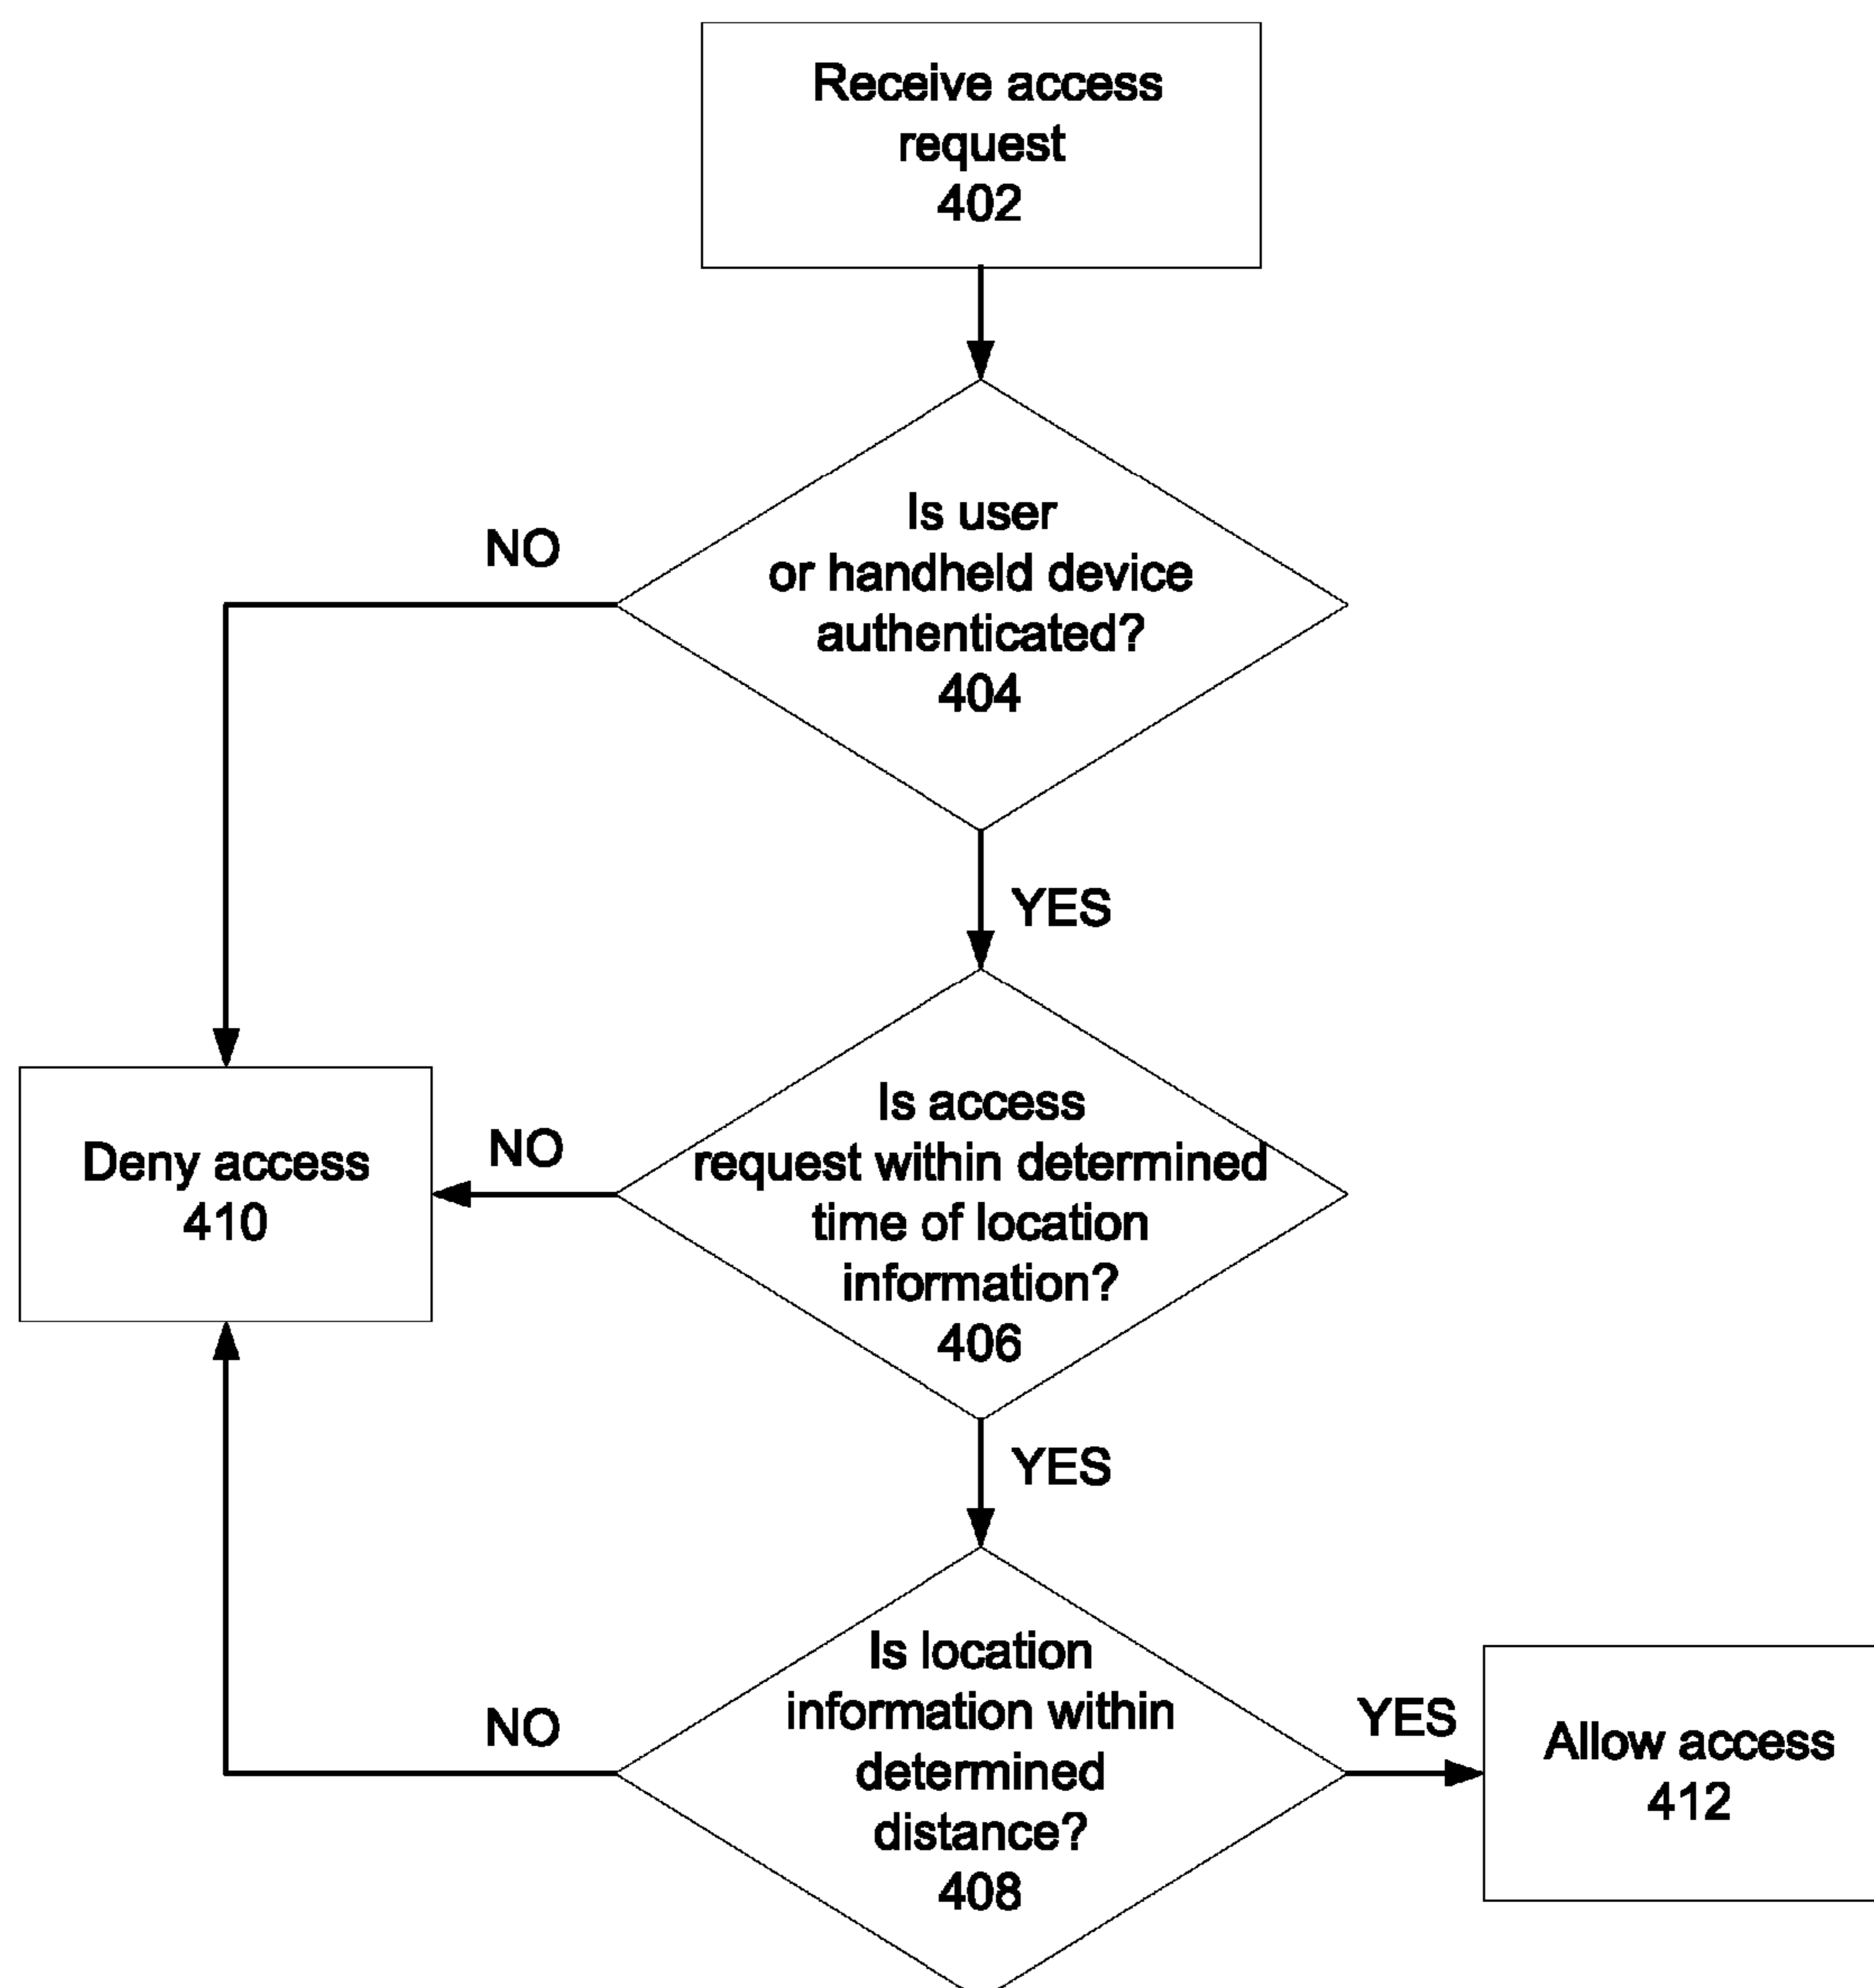 Receive access
request
402
Is user
or handheld device
authenticated?
404
NO
YES
Is access
request within determined
time of location
information?
406
NO
Deny access
410
YES
Is location
information within
determined
distance?
408
NO
YES
Allow access
412